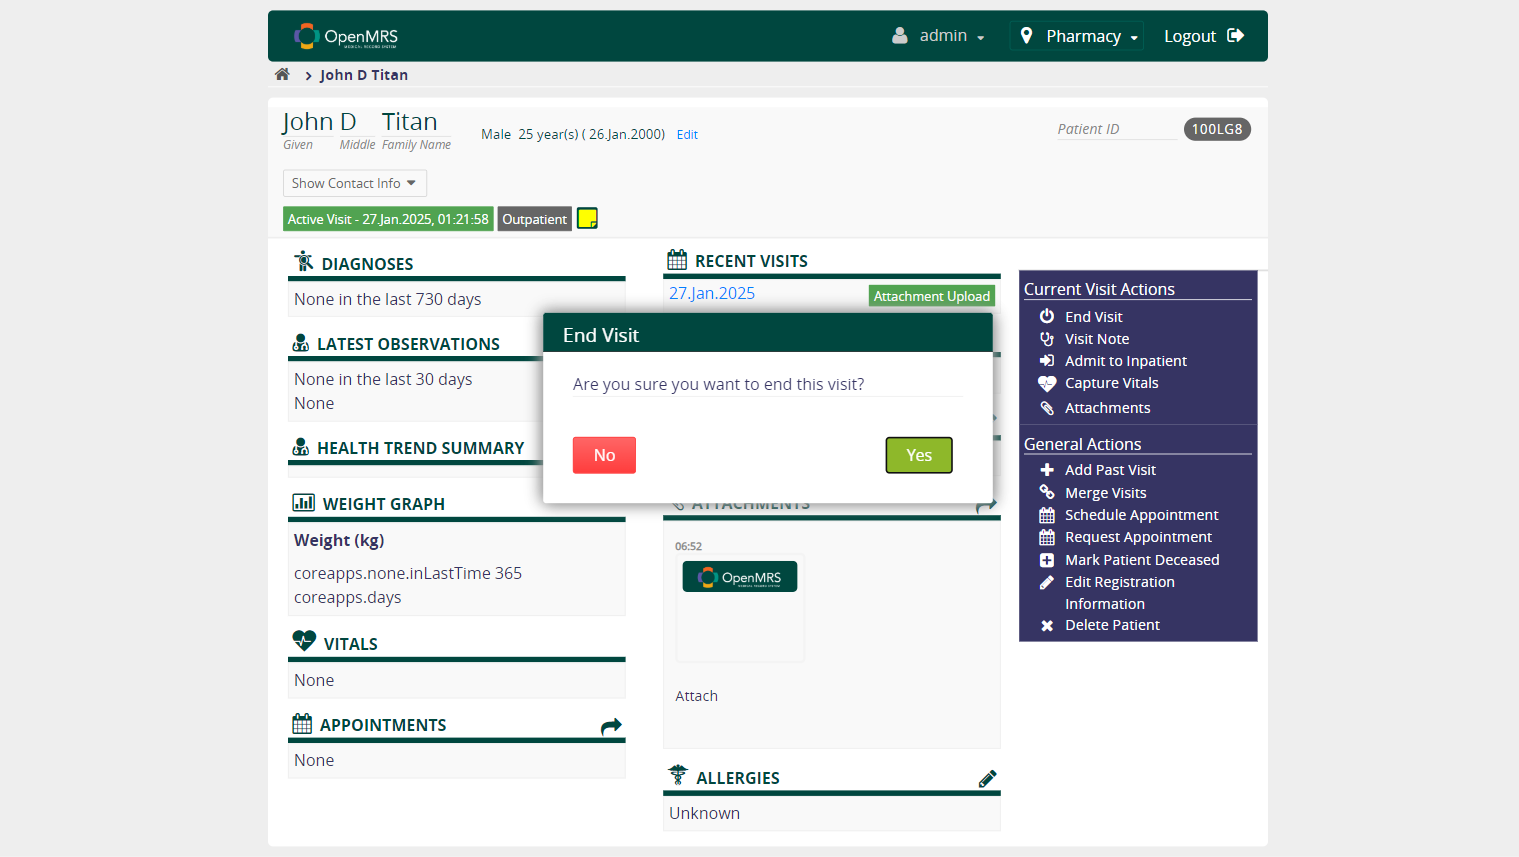 OpenMRS
MEDICAL RECORD SYSTEM
admin
Pharmacy
Logout
John D Titan
John D Titan
Given Middle Family Name
Male 25 year(s) ( 26.Jan.2000) Edit
Patient ID 100LG8
Show Contact Info
Active Visit - 27.Jan.2025, 01:21:58 Outpatient
DIAGNOSES
None in the last 730 days
LATEST OBSERVATIONS
None in the last 30 days
None
HEALTH TREND SUMMARY
WEIGHT GRAPH
Weight (kg)
coreapps.none.inLastTime 365
coreapps.days
VITALS
None
APPOINTMENTS
None
RECENT VISITS
27.Jan.2025 Attachment Upload
End Visit
Are you sure you want to end this visit?
No Yes
ATTACHMENTS
06:52
OpenMRS
Attach
ALLERGIES
Unknown
Current Visit Actions
End Visit
Visit Note
Admit to Inpatient
Capture Vitals
Attachments
General Actions
Add Past Visit
Merge Visits
Schedule Appointment
Request Appointment
Mark Patient Deceased
Edit Registration
Information
Delete Patient